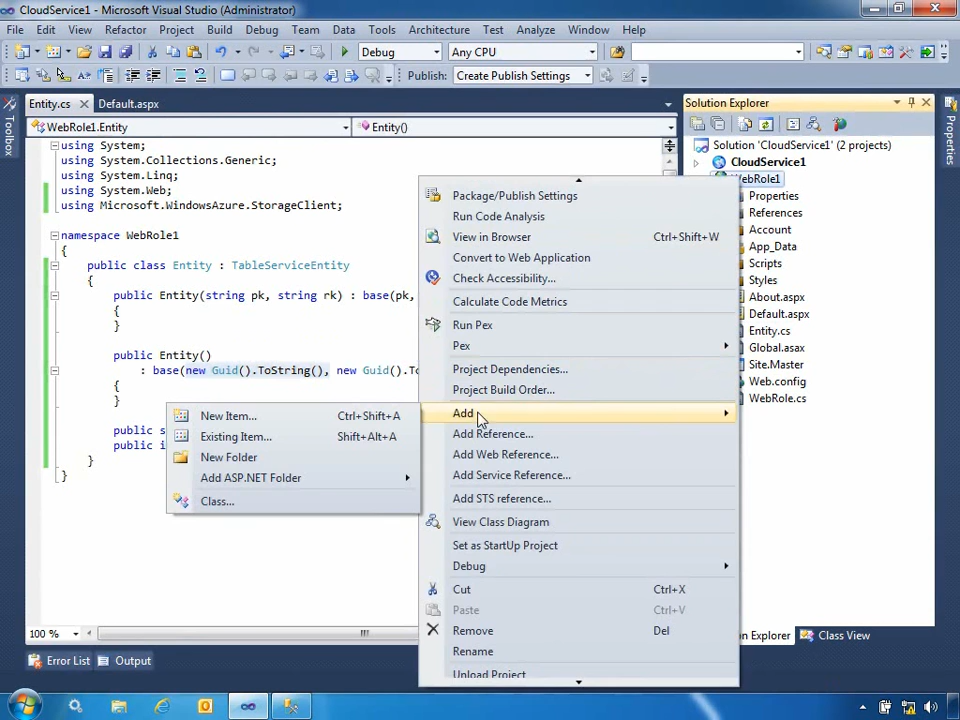 CloudService1 - Microsoft Visual Studio (Administrator)
File Edit View Refactor Project Build Debug Team Data Tools Architecture Test Analyze Window Help
Debug Any CPU
Publish: Create Publish Settings
Entity.cs Default.aspx
WebRole1.Entity Entity()
using System;
using System.Collections.Generic;
using System.Linq;
using System.Web;
using Microsoft.WindowsAzure.StorageClient;
namespace WebRole1
{
public class Entity : TableServiceEntity
{
public Entity(string pk, string rk) : base(pk,
{
}
public Entity()
: base(new Guid().ToString(), new Guid().To
{
}
public s
public i
}
}
100 %
Toolbox
Error List Output
Package/Publish Settings
Run Code Analysis
View in Browser Ctrl+Shift+W
Convert to Web Application
Check Accessibility...
Calculate Code Metrics
Run Pex
Pex
Project Dependencies...
Project Build Order...
Add
Add Reference...
Add Web Reference...
Add Service Reference...
Add STS reference...
View Class Diagram
Set as StartUp Project
Debug
Cut Ctrl+X
Paste Ctrl+V
Remove Del
Rename
Unload Project
New Item... Ctrl+Shift+A
Existing Item... Shift+Alt+A
New Folder
Add ASP.NET Folder
Class...
Solution Explorer
Solution 'CloudService1' (2 projects)
CloudService1
WebRole1
Properties
References
Account
App_Data
Scripts
Styles
About.aspx
Default.aspx
Entity.cs
Global.asax
Site.Master
Web.config
WebRole.cs
on Explorer Class View
Properties